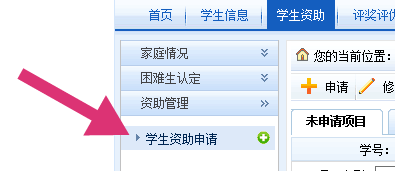 首页 学生信息 学生资助 评奖评优
家庭情况
困难生认定
资助管理
学生资助申请
您的当前位置：
申请 修
未申请项目
学号：